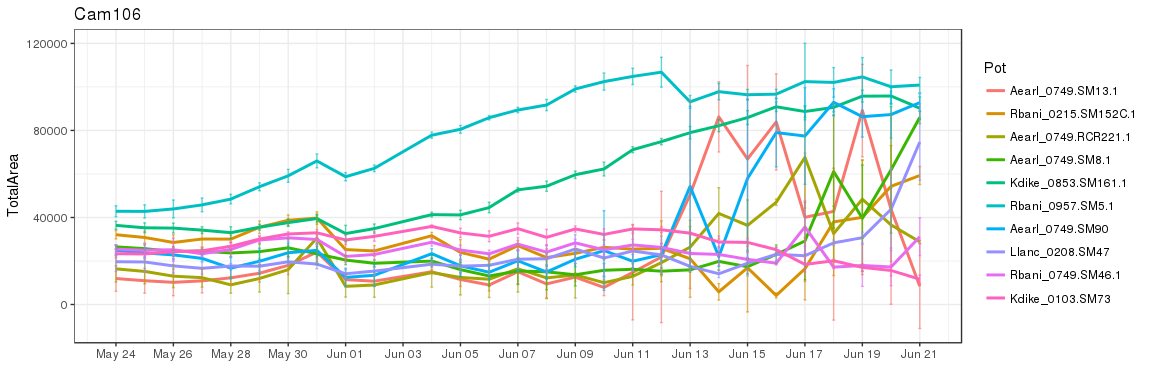 Cam106
TotalArea
120000
80000
40000
0
May 24 May 26 May 28 May 30 Jun 01 Jun 03 Jun 05 Jun 07 Jun 09 Jun 11 Jun 13 Jun 15 Jun 17 Jun 19 Jun 21
Pot
Aearl_0749.SM13.1
Rbani_0215.SM152C.1
Aearl_0749.RCR221.1
Aearl_0749.SM8.1
Kdike_0853.SM161.1
Rbani_0957.SM5.1
Aearl_0749.SM90
Llanc_0208.SM47
Rbani_0749.SM46.1
Kdike_0103.SM73